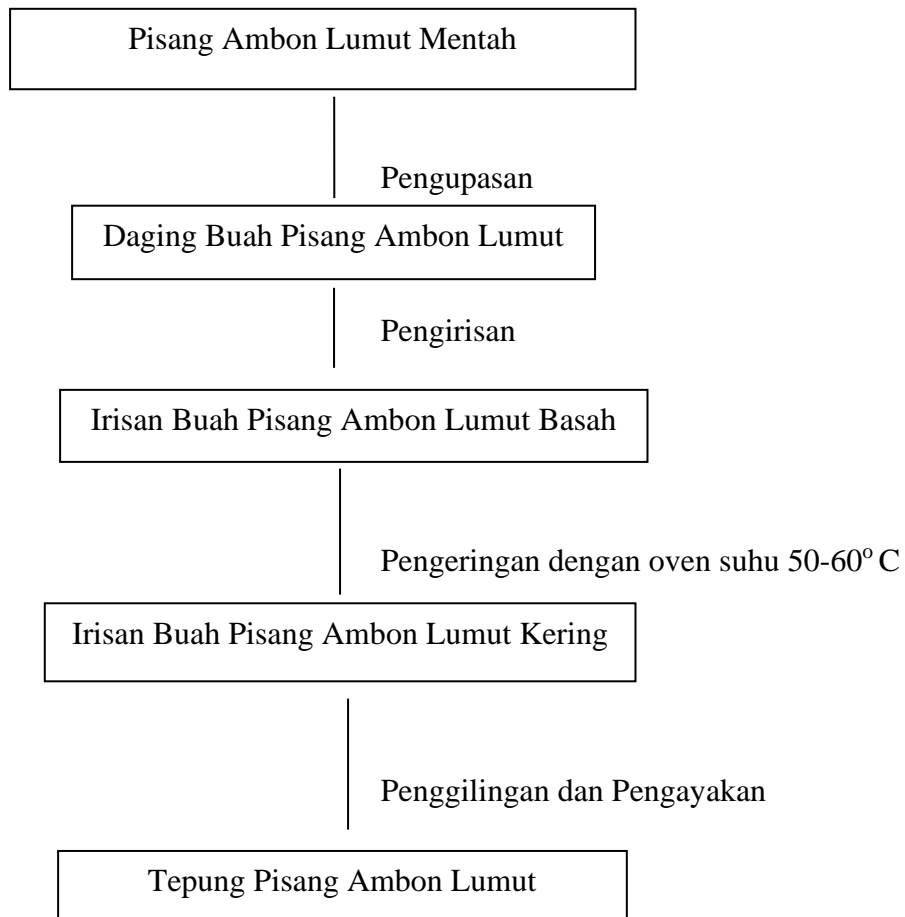 Pisang Ambon Lumut Mentah
Pengupasan
Daging Buah Pisang Ambon Lumut
Pengirisan
Irisan Buah Pisang Ambon Lumut Basah
Pengeringan dengan oven suhu 50-60º C
Irisan Buah Pisang Ambon Lumut Kering
Penggilingan dan Pengayakan
Tepung Pisang Ambon Lumut